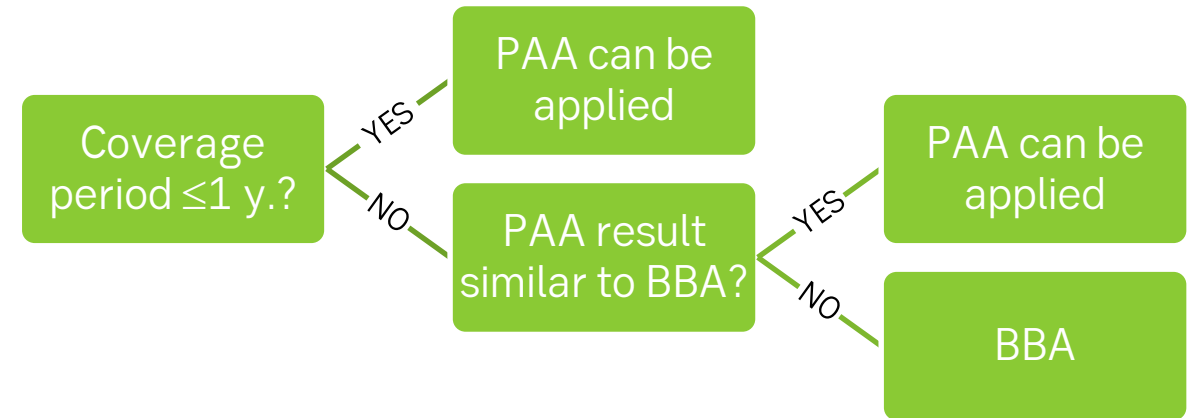 Coverage
period ≤1 y.?
YES
NO
PAA can be
applied
PAA result
similar to BBA?
YES
NO
PAA can be
applied
BBA